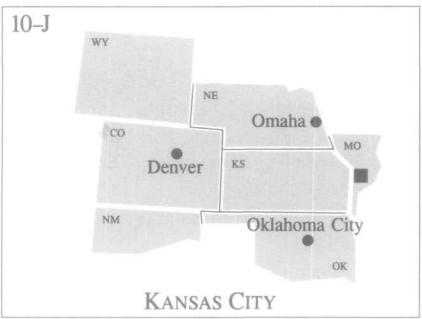 10–J
WY
NE
Omaha
CO
MO
Denver
KS
NM
Oklahoma City
OK
KANSAS CITY